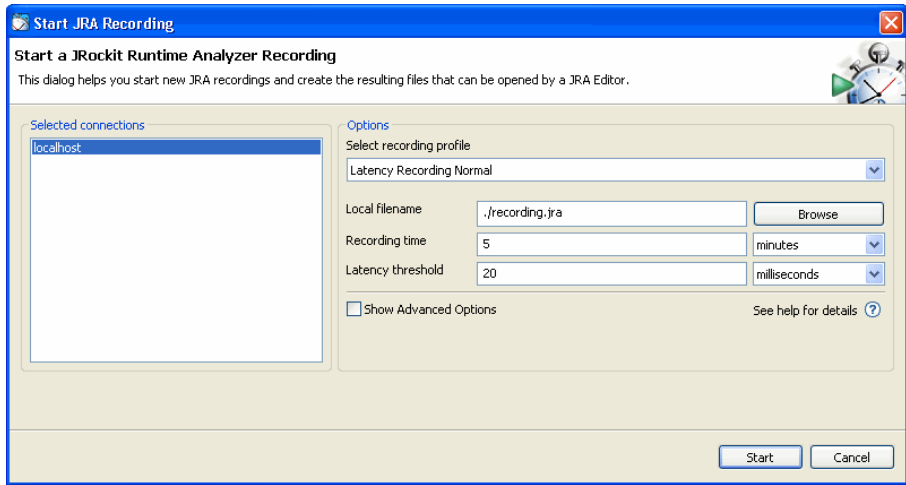 Start JRA Recording
Start a JRockit Runtime Analyzer Recording
This dialog helps you start new JRA recordings and create the resulting files that can be opened by a JRA Editor.
Selected connections
localhost
Options
Select recording profile
Latency Recording Normal
Local filename ./recording.jra Browse
Recording time 5 minutes
Latency threshold 20 milliseconds
Show Advanced Options See help for details ?
Start Cancel